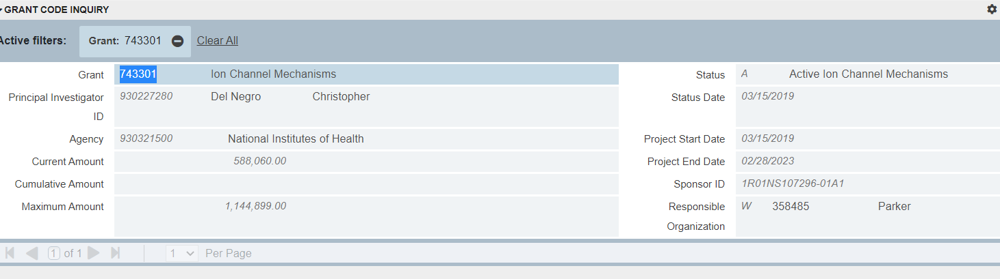 GRANT CODE INQUIRY
Active filters: Grant: 743301 Clear All
Grant 743301 Ion Channel Mechanisms Status A Active Ion Channel Mechanisms
Principal Investigator 930227280 Del Negro Christopher Status Date 03/15/2019
ID
Agency 930321500 National Institutes of Health Project Start Date 03/15/2019
Current Amount 588,060.00 Project End Date 02/28/2023
Cumulative Amount Sponsor ID 1R01NS107296-01A1
Maximum Amount 1,144,899.00 Responsible W 358485 Parker
Organization
1 of 1 1 Per Page